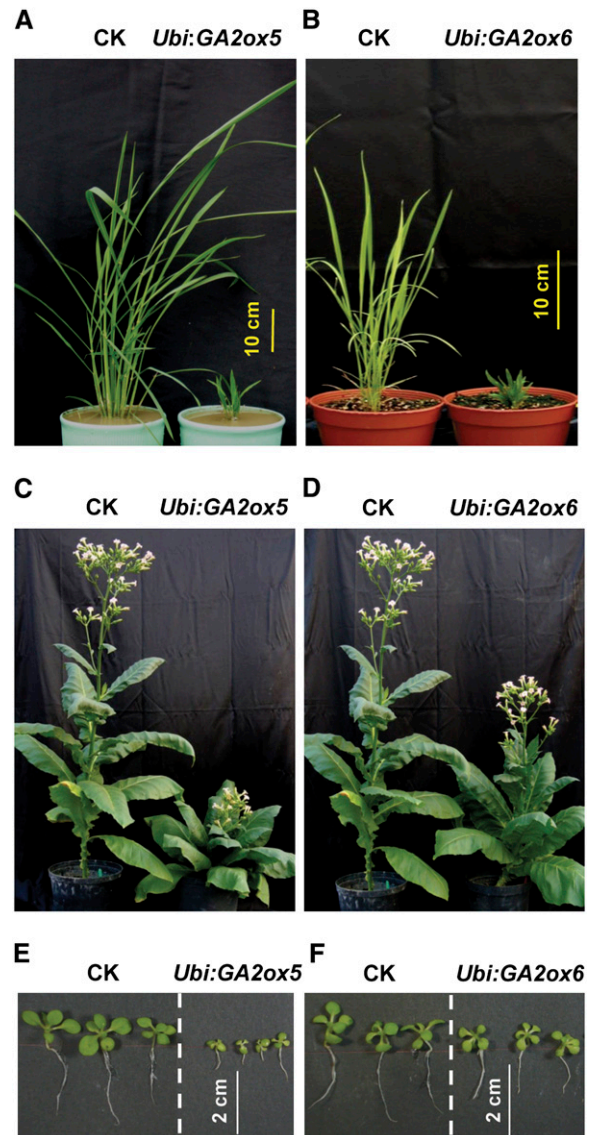 A CK Ubi:GA2ox5
B CK Ubi:GA2ox6
10 cm
10 cm
C CK Ubi:GA2ox5
D CK Ubi:GA2ox6
E CK Ubi:GA2ox5
F CK Ubi:GA2ox6
2 cm
2 cm